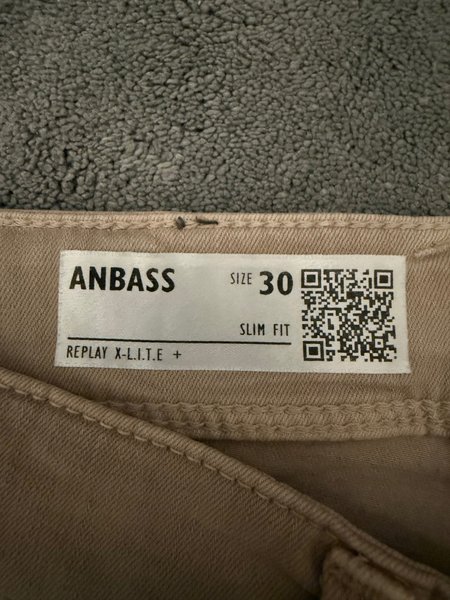 ANBASS
SIZE 30
SLIM FIT
REPLAY X-L.I.T.E +